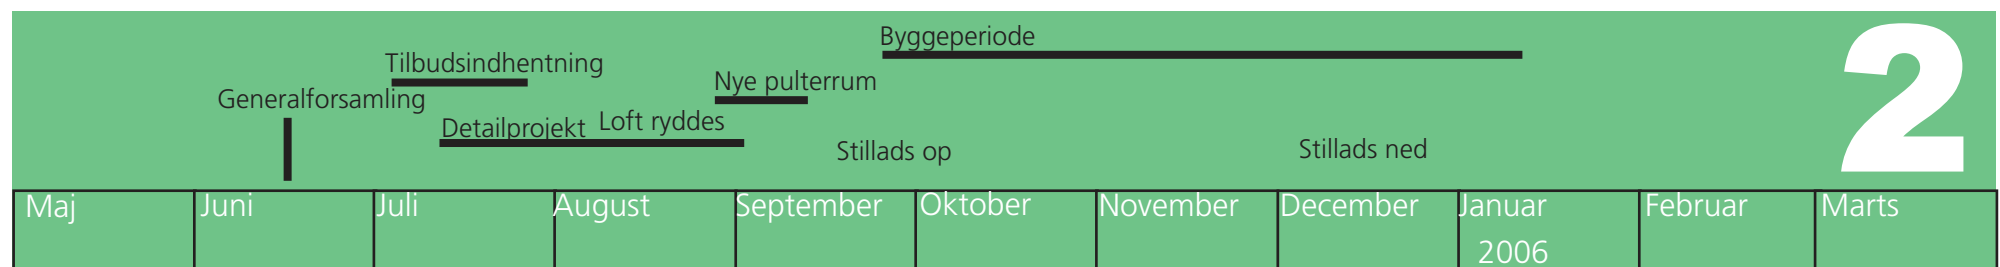 Byggeperiode
2
Tilbudsindhentning
Nye pulterrum
Generalforsamling
Detailprojekt
Loft ryddes
Stillads op
Stillads ned
Maj
Juni
Juli
August
September
Oktober
November
December
Januar
2006
Februar
Marts